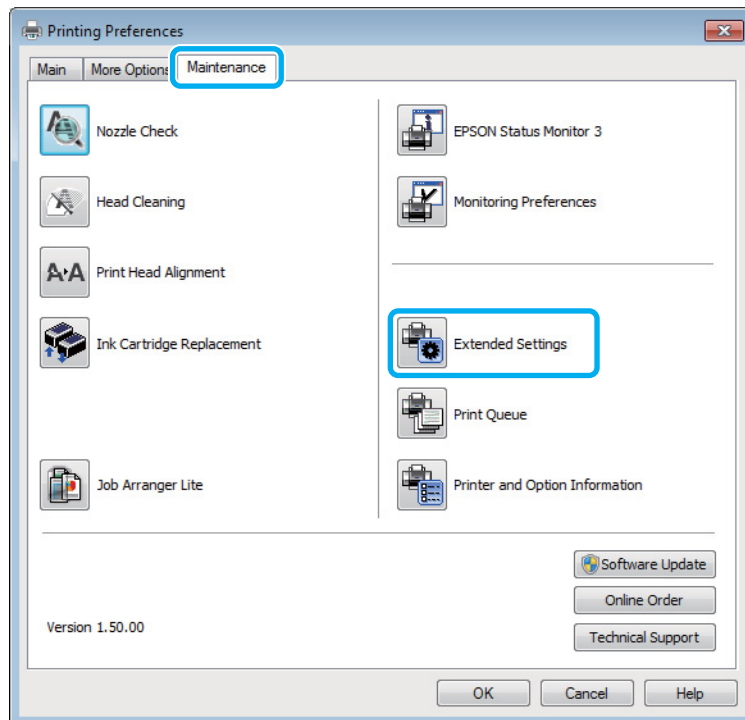 Printing Preferences
Main
More Options
Maintenance
Nozzle Check
Head Cleaning
Print Head Alignment
Ink Cartridge Replacement
Job Arranger Lite
EPSON Status Monitor 3
Monitoring Preferences
Extended Settings
Print Queue
Printer and Option Information
Software Update
Online Order
Technical Support
Version 1.50.00
OK
Cancel
Help